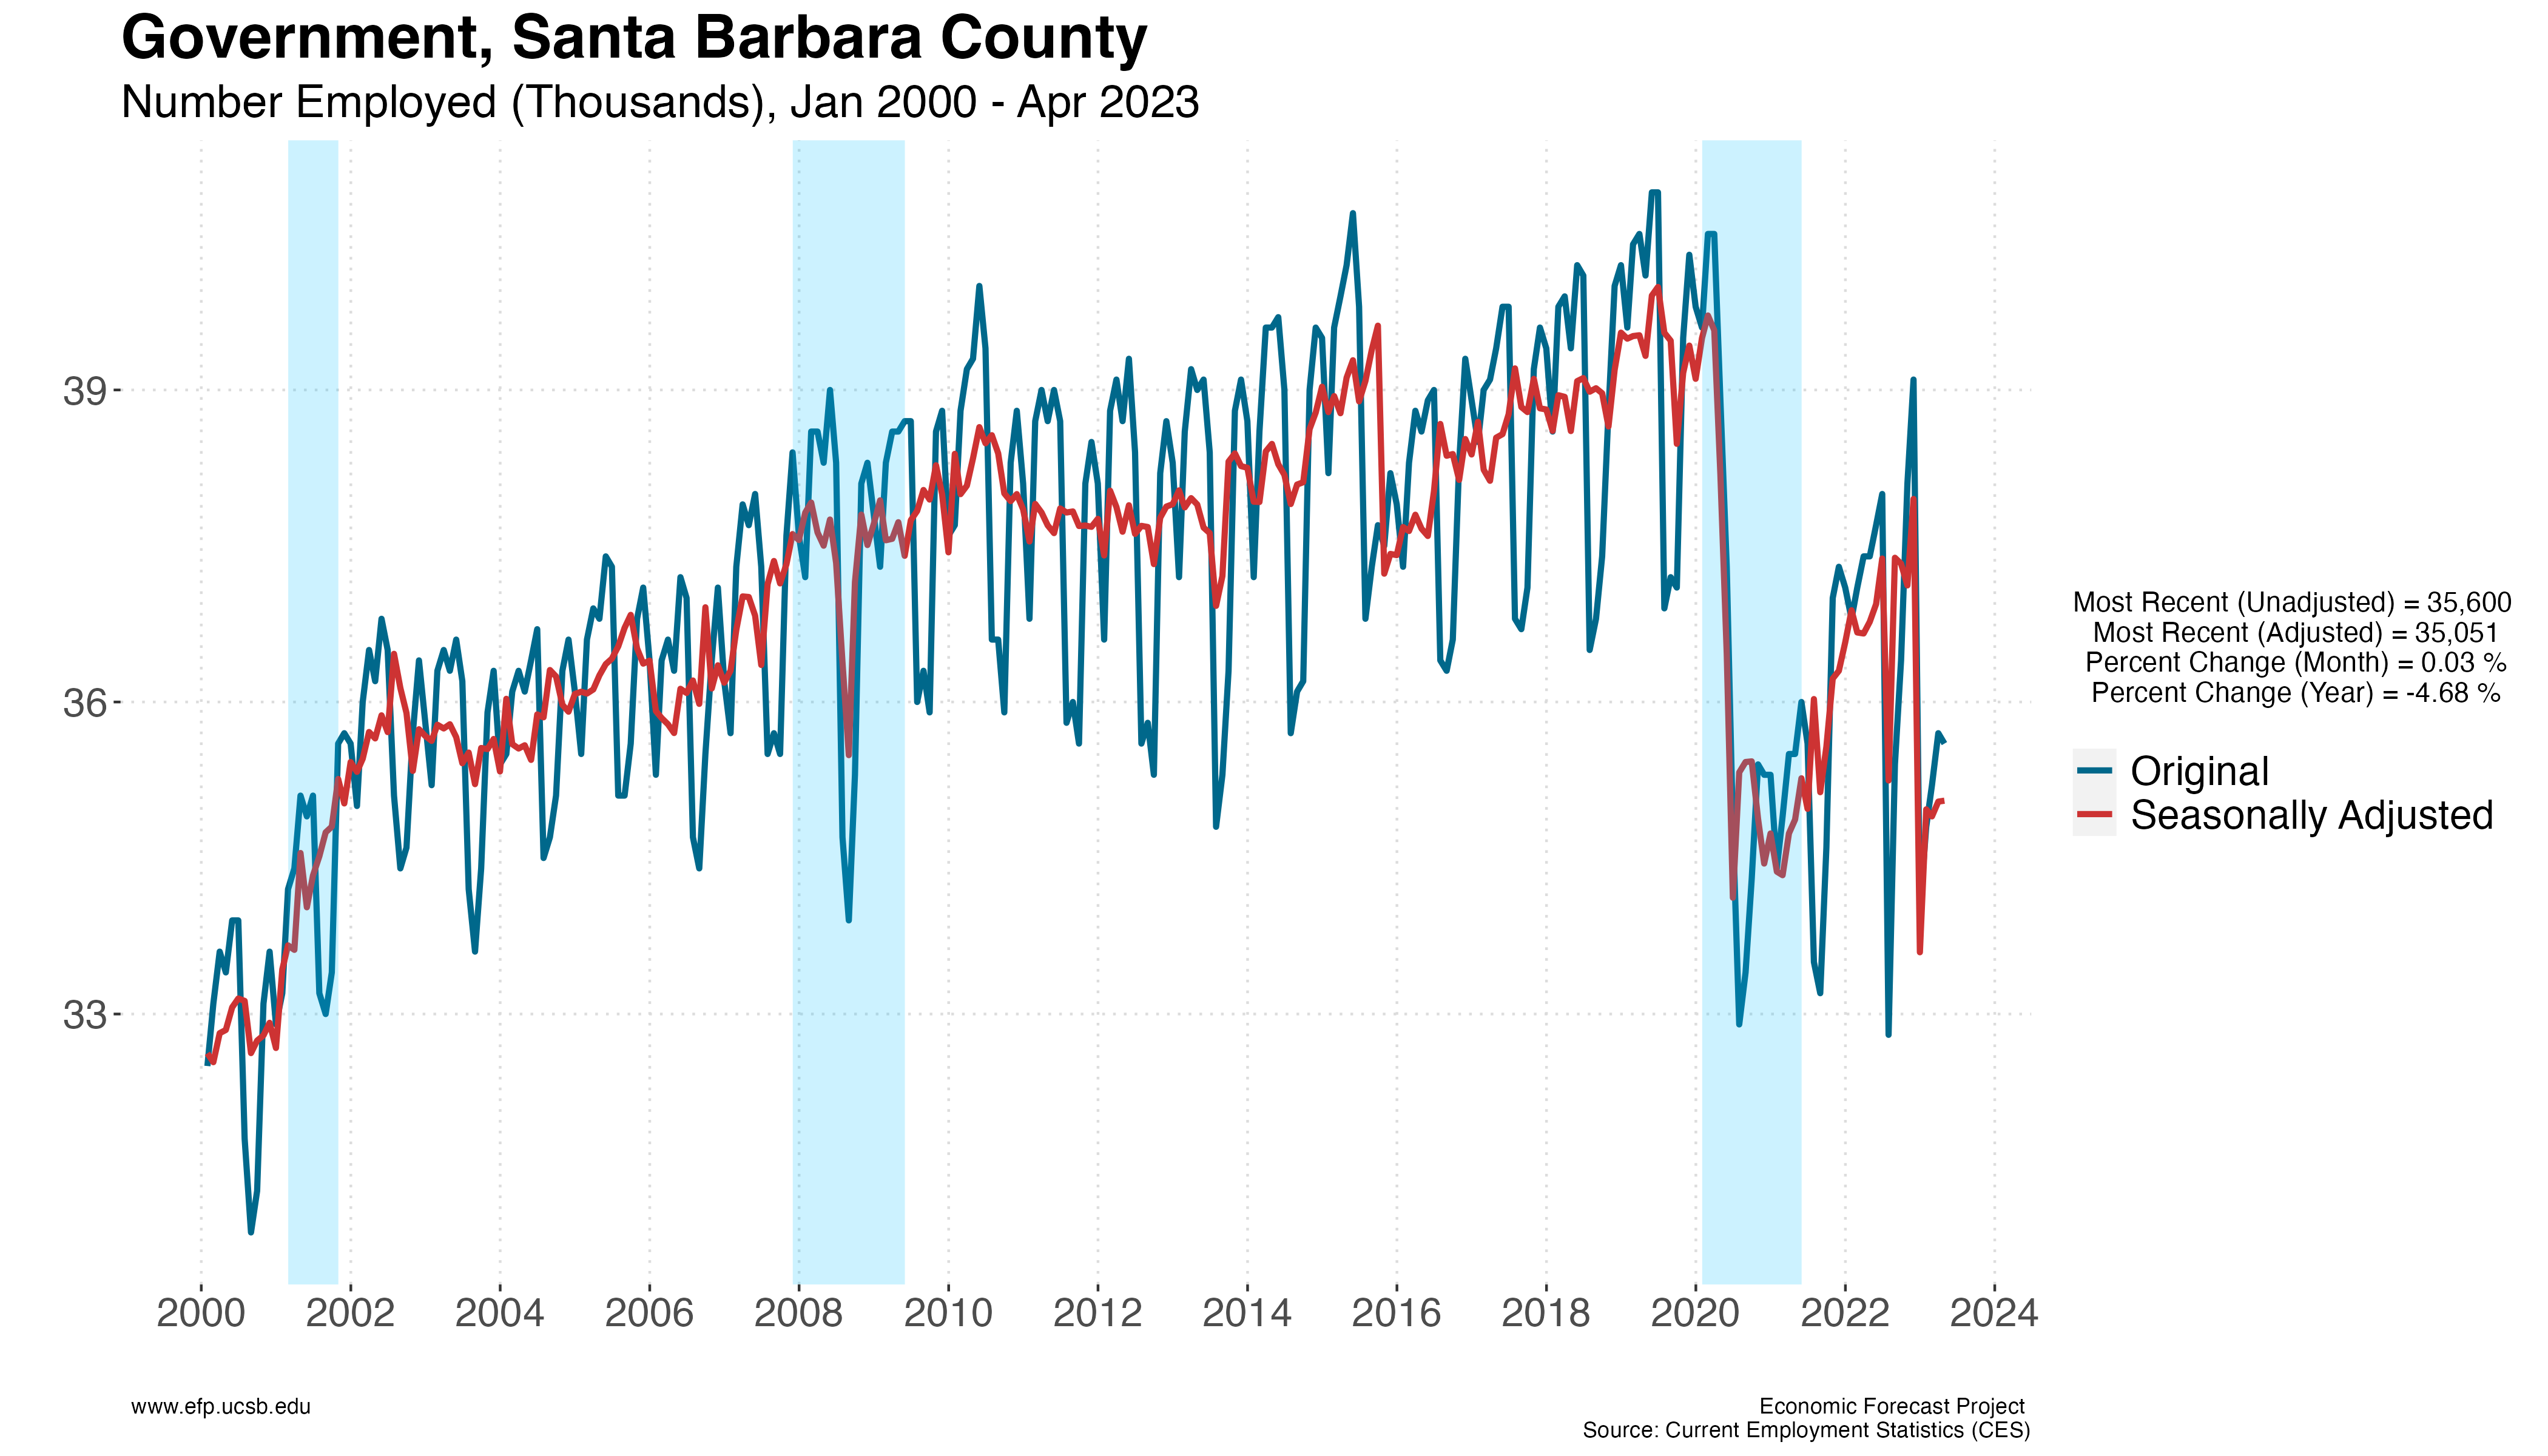 Government, Santa Barbara County
Number Employed (Thousands), Jan 2000 - Apr 2023
39
36
33
2000 2002 2004 2006 2008 2010 2012 2014 2016 2018 2020 2022 2024
Most Recent (Unadjusted) = 35,600
Most Recent (Adjusted) = 35,051
Percent Change (Month) = 0.03 %
Percent Change (Year) = -4.68 %
Original
Seasonally Adjusted
www.efp.ucsb.edu
Economic Forecast Project
Source: Current Employment Statistics (CES)